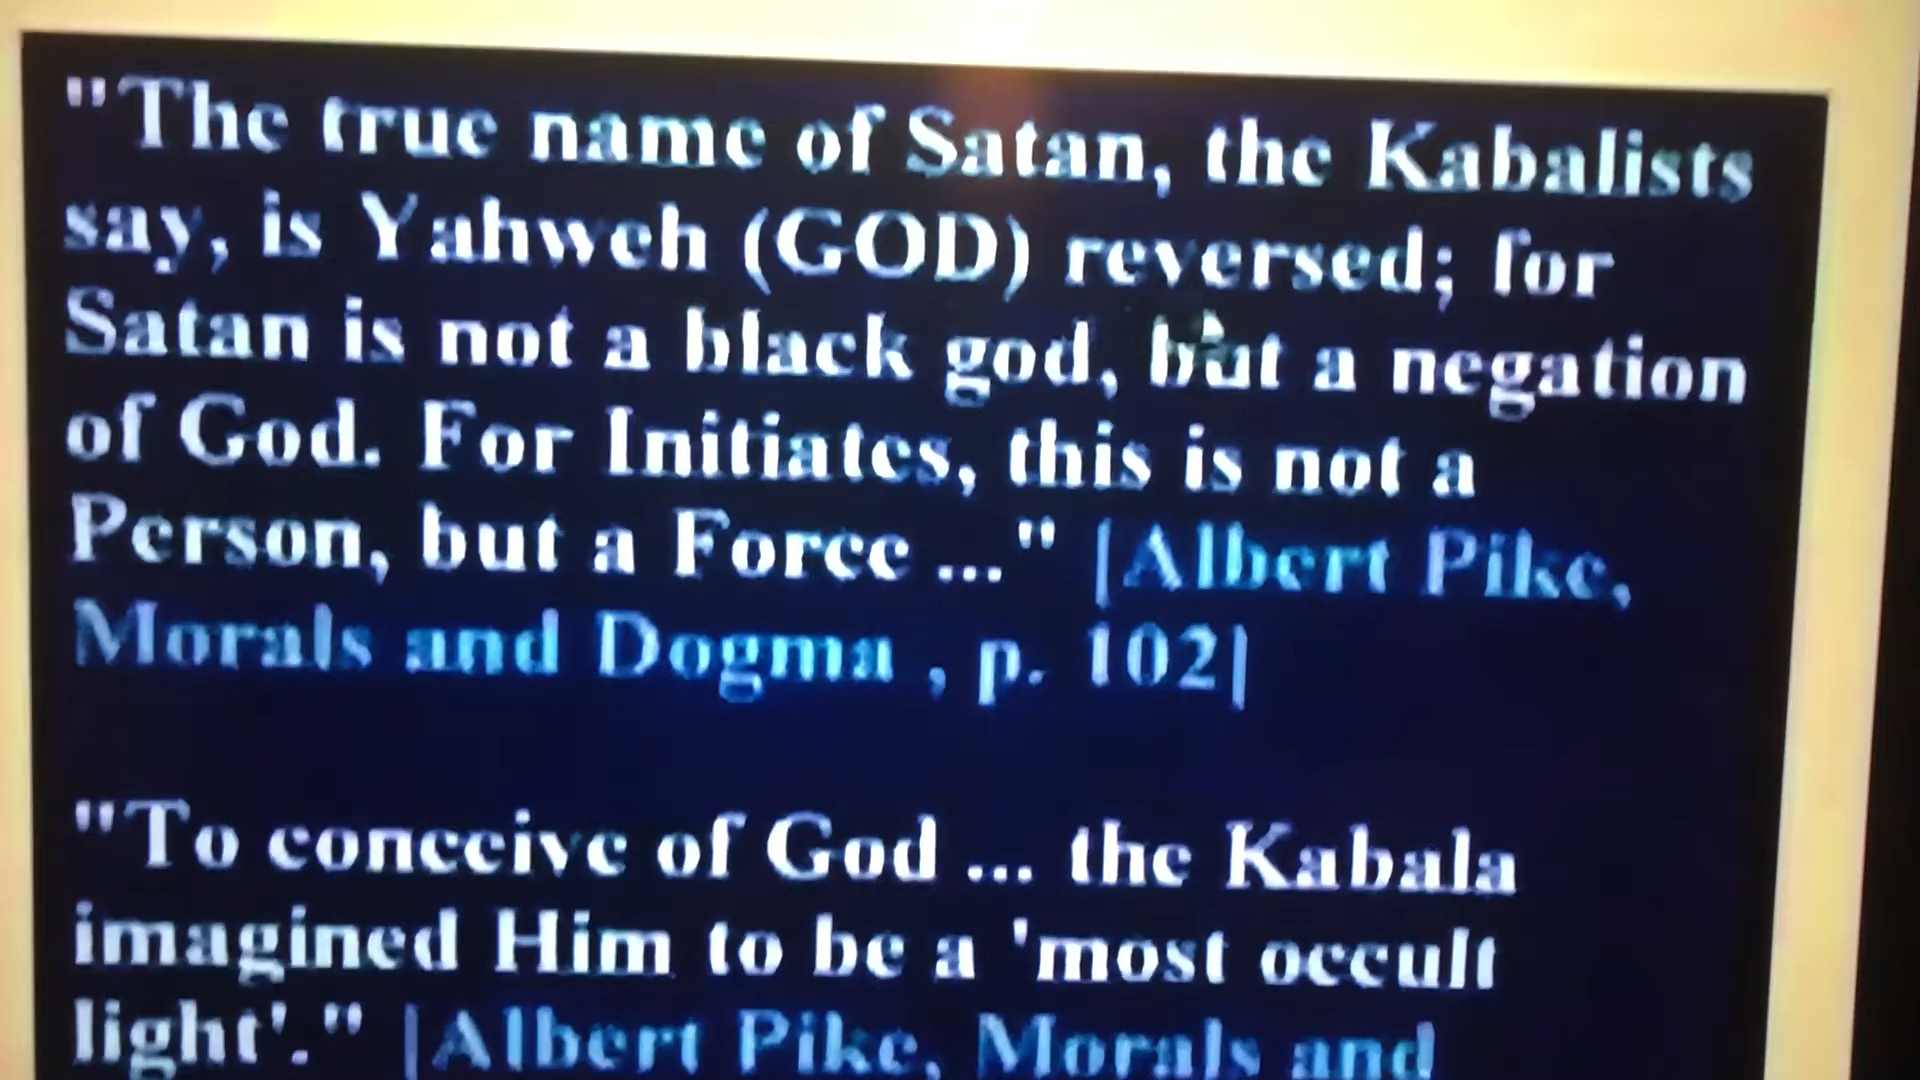 "The true name of Satan, the Kabalists
say, is Yahweh (GOD) reversed; for
Satan is not a black god, but a negation
of God. For Initiates, this is not a
Person, but a Force ..." [Albert Pike,
Morals and Dogma , p. 102]
"To conceive of God ... the Kabala
imagined Him to be a 'most occult
light'." [Albert Pike, Morals and